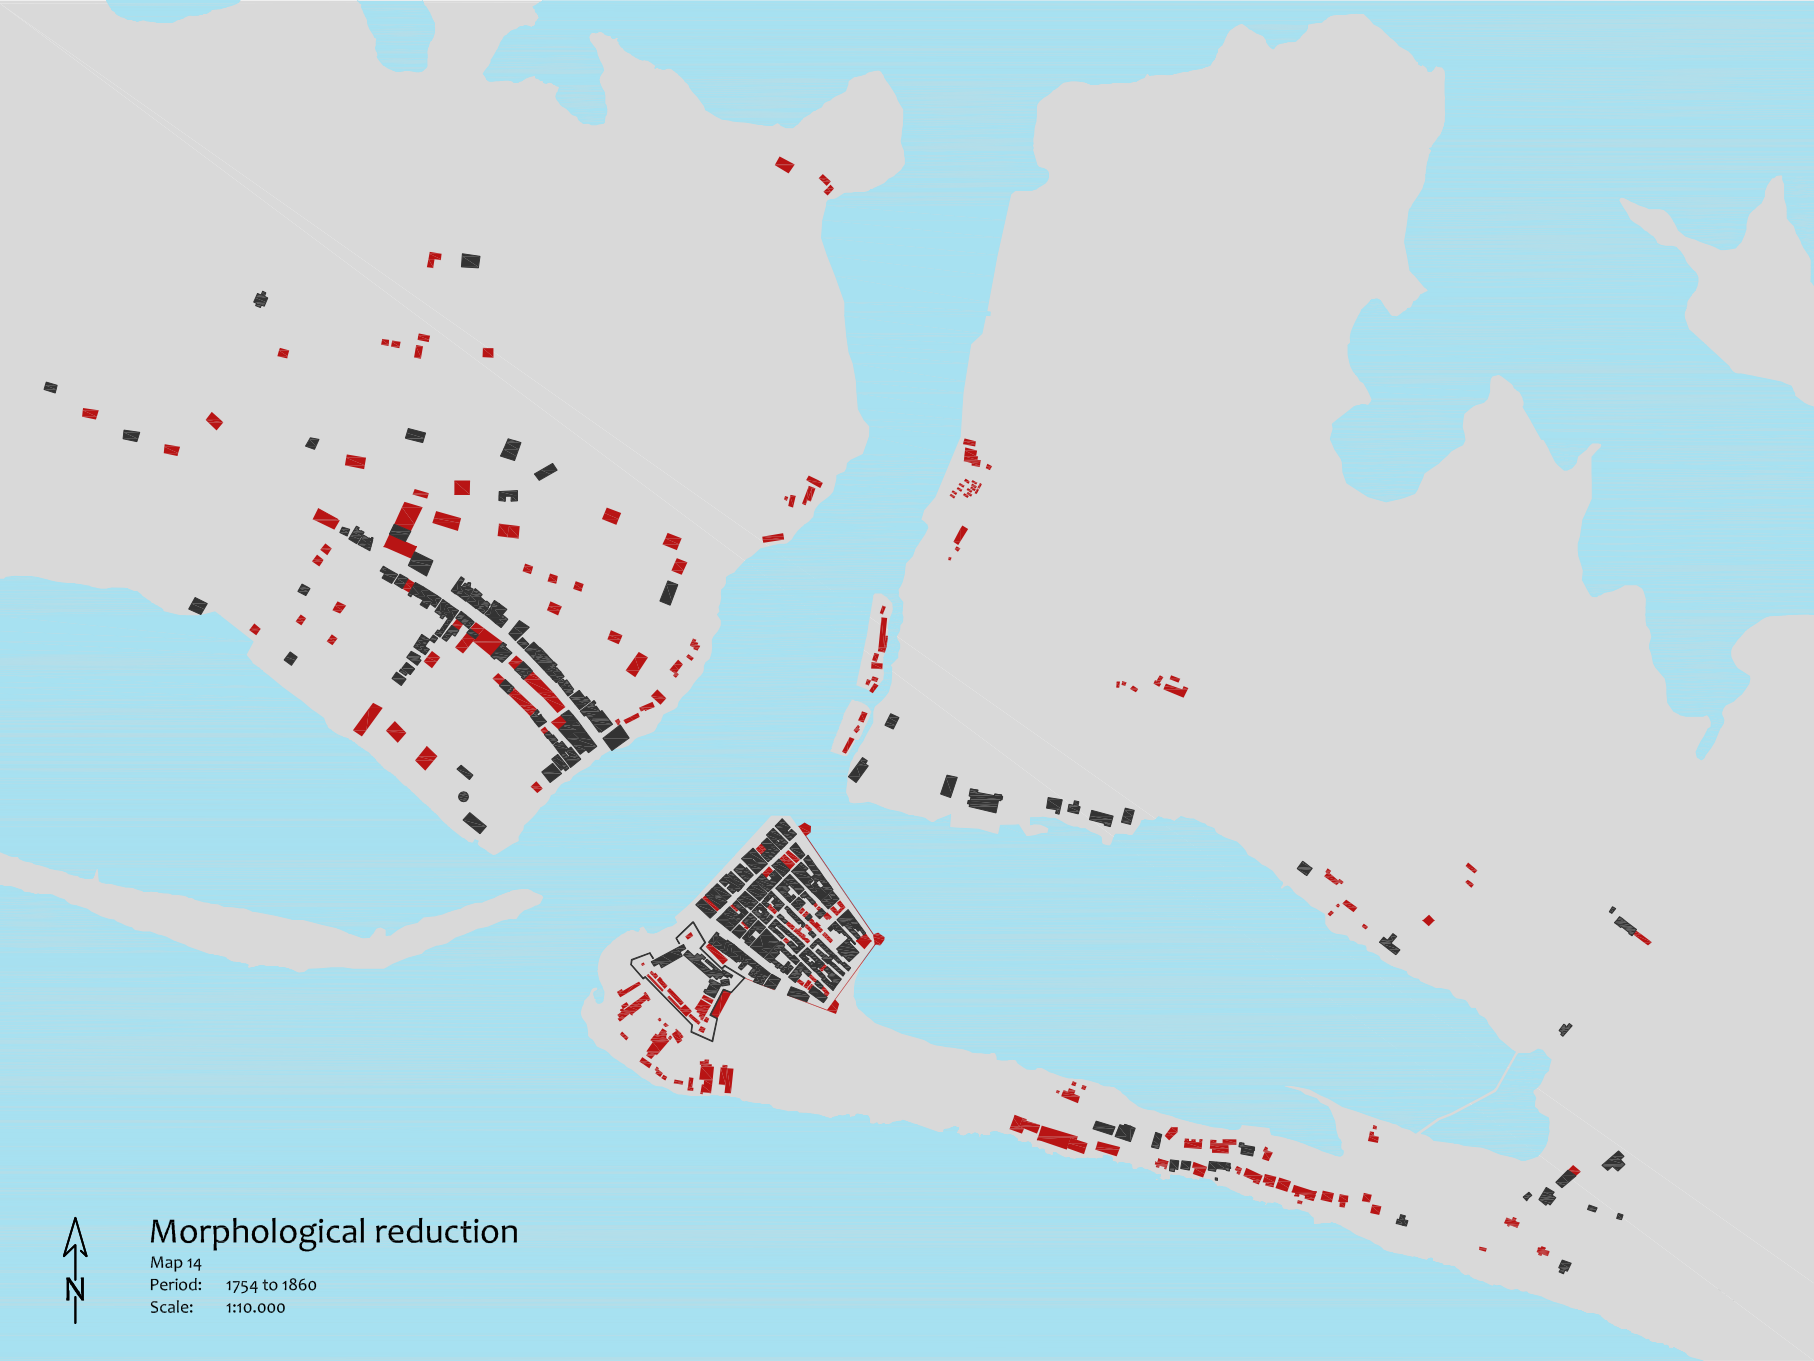 Morphological reduction
Map 14
Period: 1754 to 1860
Scale: 1:10.000
N